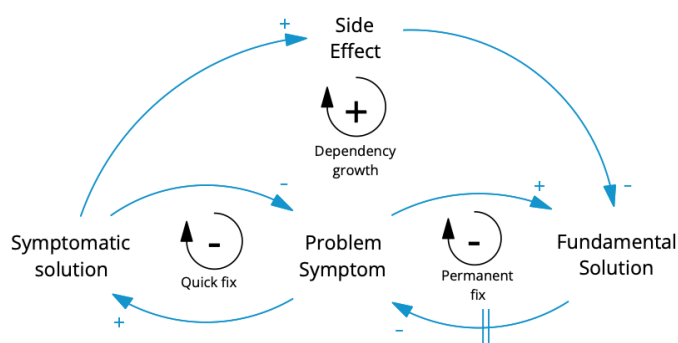 +
Side
Effect
+
Dependency
growth
-
+
-
Symptomatic
solution
-
Quick fix
Problem
Symptom
-
Permanent
fix
Fundamental
Solution
+
-